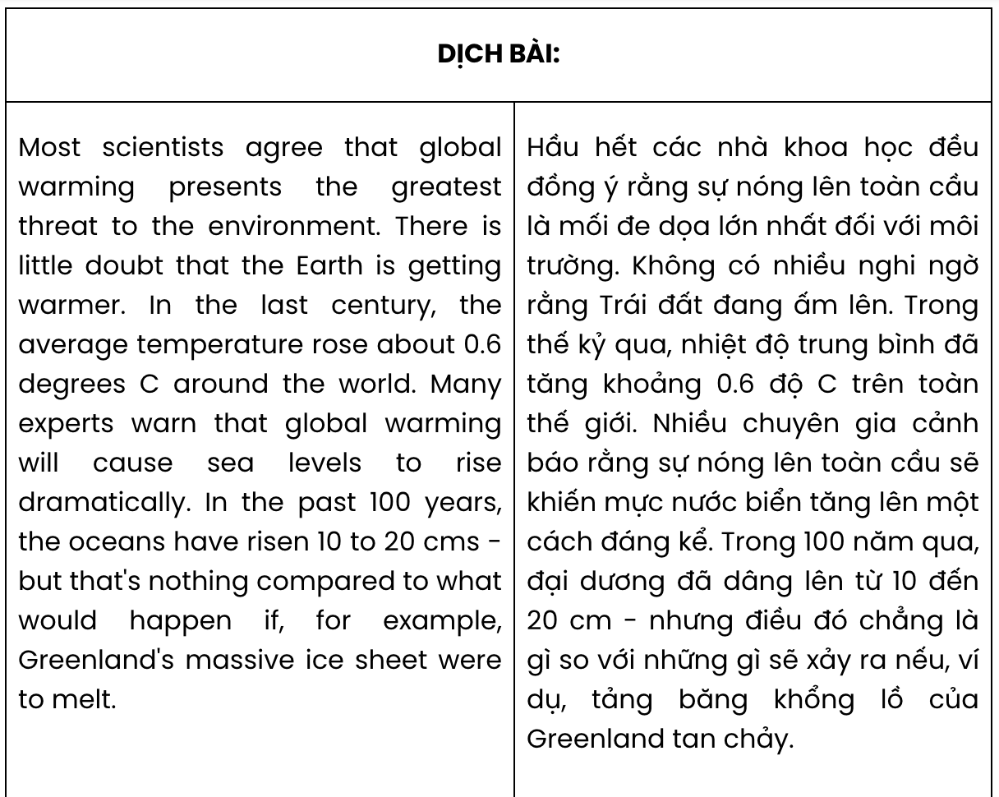 DỊCH BÀI:
Most scientists agree that global
warming presents the greatest
threat to the environment. There is
little doubt that the Earth is getting
warmer. In the last century, the
average temperature rose about 0.6
degrees C around the world. Many
experts warn that global warming
will cause sea levels to rise
dramatically. In the past 100 years,
the oceans have risen 10 to 20 cms -
but that's nothing compared to what
would happen if, for example,
Greenland's massive ice sheet were
to melt.
Hầu hết các nhà khoa học đều
đồng ý rằng sự nóng lên toàn cầu
là mối đe dọa lớn nhất đối với môi
trường. Không có nhiều nghi ngờ
rằng Trái đất đang ấm lên. Trong
thế kỷ qua, nhiệt độ trung bình đã
tăng khoảng 0.6 độ C trên toàn
thế giới. Nhiều chuyên gia cảnh
báo rằng sự nóng lên toàn cầu sẽ
khiến mực nước biển tăng lên một
cách đáng kể. Trong 100 năm qua,
đại dương đã dâng lên từ 10 đến
20 cm - nhưng điều đó chẳng là
gì so với những gì sẽ xảy ra nếu, ví
dụ, tảng băng khổng lồ của
Greenland tan chảy.